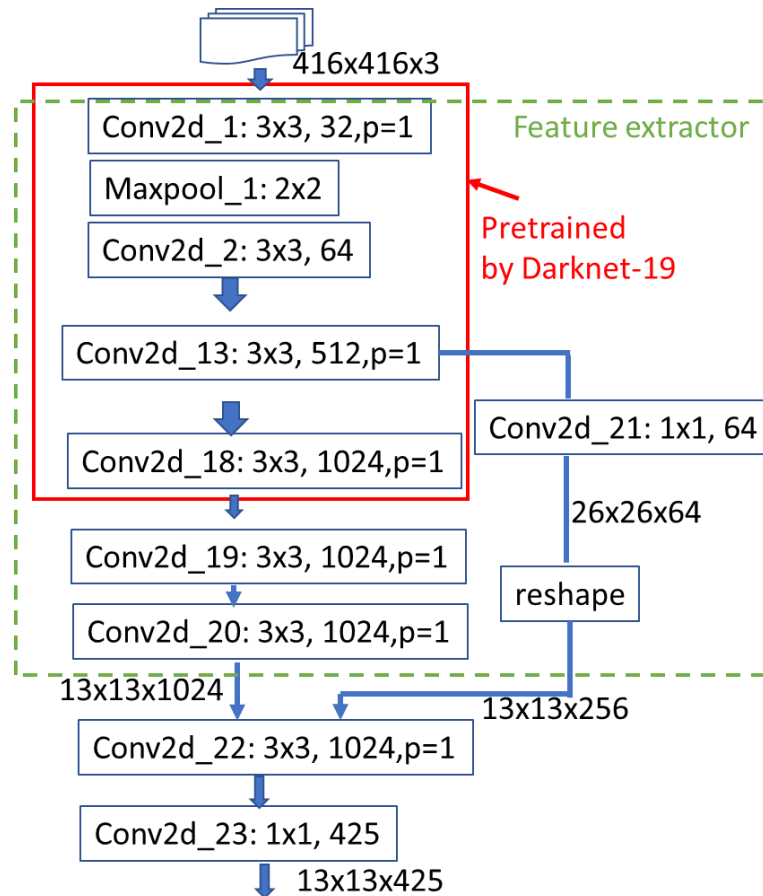 416x416x3
Conv2d_1: 3x3, 32,p=1
Feature extractor
Maxpool_1: 2x2
Pretrained
by Darknet-19
Conv2d_2: 3x3, 64
Conv2d_13: 3x3, 512,p=1
Conv2d_21: 1x1, 64
Conv2d_18: 3x3, 1024,p=1
26x26x64
Conv2d_19: 3x3, 1024,p=1
reshape
Conv2d_20: 3x3, 1024,p=1
13x13x1024
13x13x256
Conv2d_22: 3x3, 1024,p=1
Conv2d_23: 1x1, 425
13x13x425